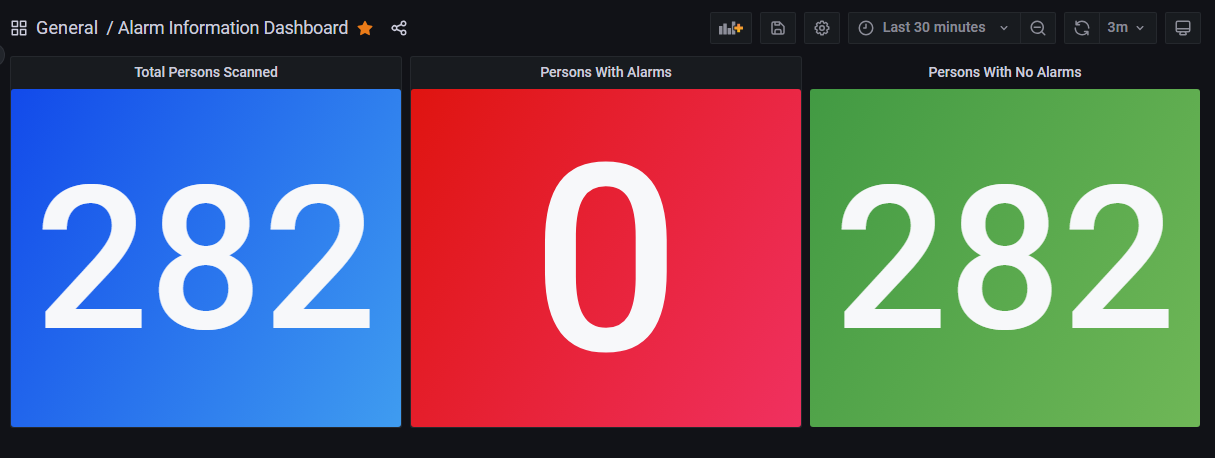 General / Alarm Information Dashboard
Last 30 minutes
3m
Total Persons Scanned
Persons With Alarms
Persons With No Alarms
282
0
282